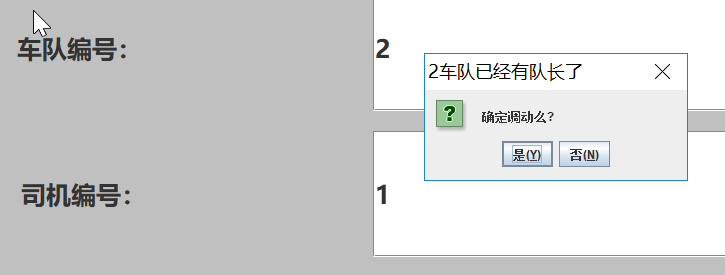 车队编号：
2
2车队已经有队长了
?
确定调动么?
是(Y) 否(N)
司机编号：
1